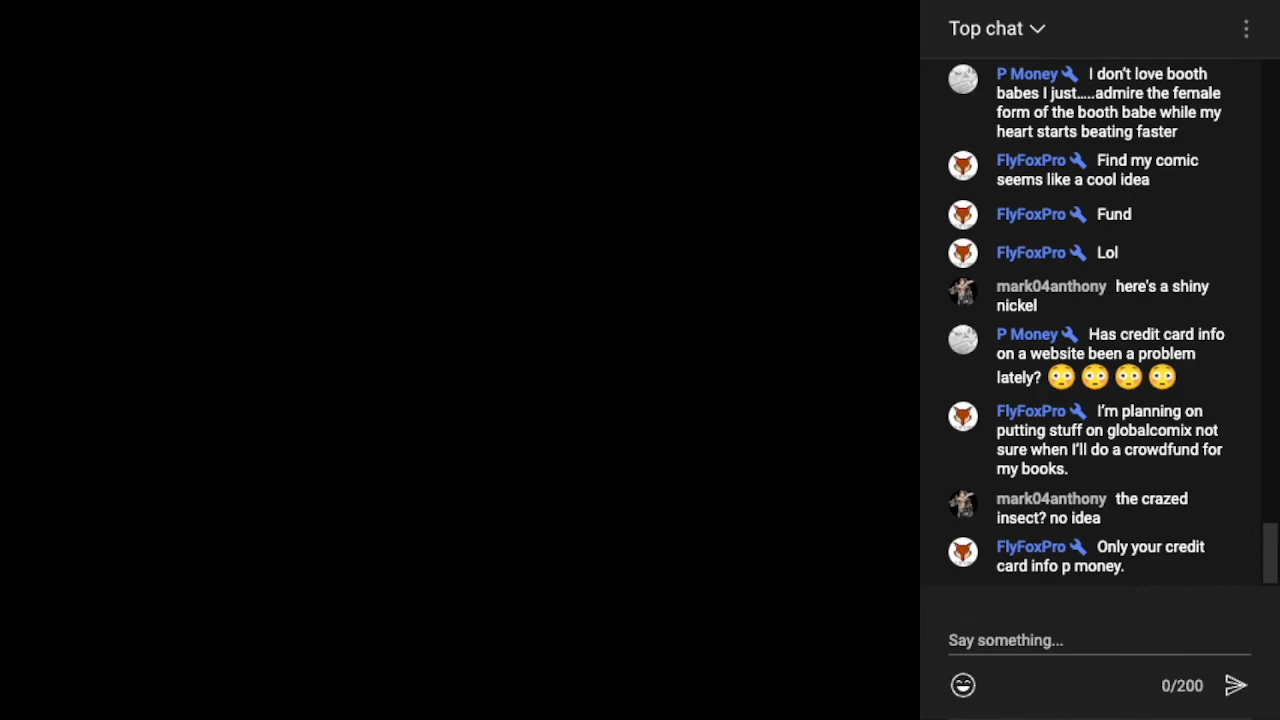 Top chat
P Money I don't love booth
babes I just.....admire the female
form of the booth babe while my
heart starts beating faster
FlyFoxPro Find my comic
seems like a cool idea
FlyFoxPro Fund
FlyFoxPro Lol
mark04anthony here's a shiny
nickel
P Money Has credit card info
on a website been a problem
lately? 😳 😳 😳 😳
FlyFoxPro I'm planning on
putting stuff on globalcomix not
sure when I'll do a crowdfund for
my books.
mark04anthony the crazed
insect? no idea
FlyFoxPro Only your credit
card info p money.
Say something...
0/200